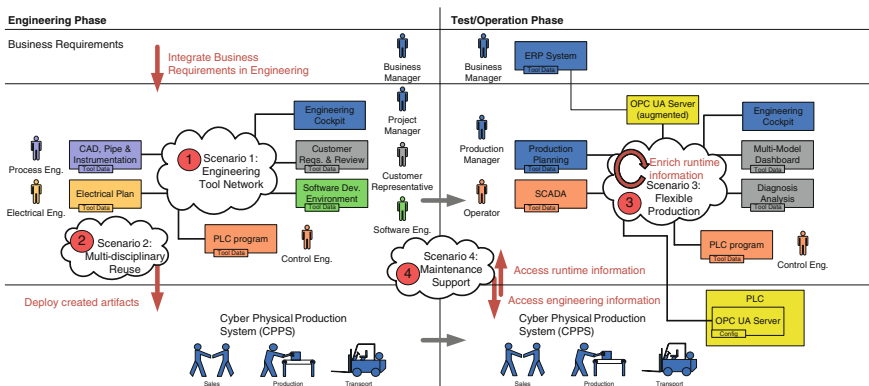 Engineering Phase
Test/Operation Phase
Business Requirements
Integrate Business
Requirements in Engineering
Business
Manager
Business
Manager
ERP System
Tool Data
Engineering
Cockpit
Project
Manager
OPC UA Server
(augmented)
Engineering
Cockpit
Process Eng.
CAD, Pipe &
Instrumentation
Tool Data
1
Scenario 1:
Engineering
Tool Network
Customer
Reqs. & Review
Tool Data
Customer
Representative
Production
Manager
Production
Planning
Tool Data
Enrich runtime
information
Scenario 3:
Flexible
Production
3
Multi-Model
Dashboard
Tool Data
Electrical Eng.
Electrical Plan
Tool Data
Software Dev.
Environment
Tool Data
Software Eng.
Operator
SCADA
Tool Data
Diagnosis
Analysis
Tool Data
2
Scenario 2:
Multi-disciplinary
Reuse
PLC program
Tool Data
Control Eng.
4
Scenario 4:
Maintenance
Support
Access runtime information
PLC program
Tool Data
Control Eng.
Deploy created artifacts
Access engineering information
PLC
OPC UA Server
Config
Cyber Physical Production
System (CPPS)
Sales
Production
Transport
Cyber Physical Production
System (CPPS)
Sales
Production
Transport